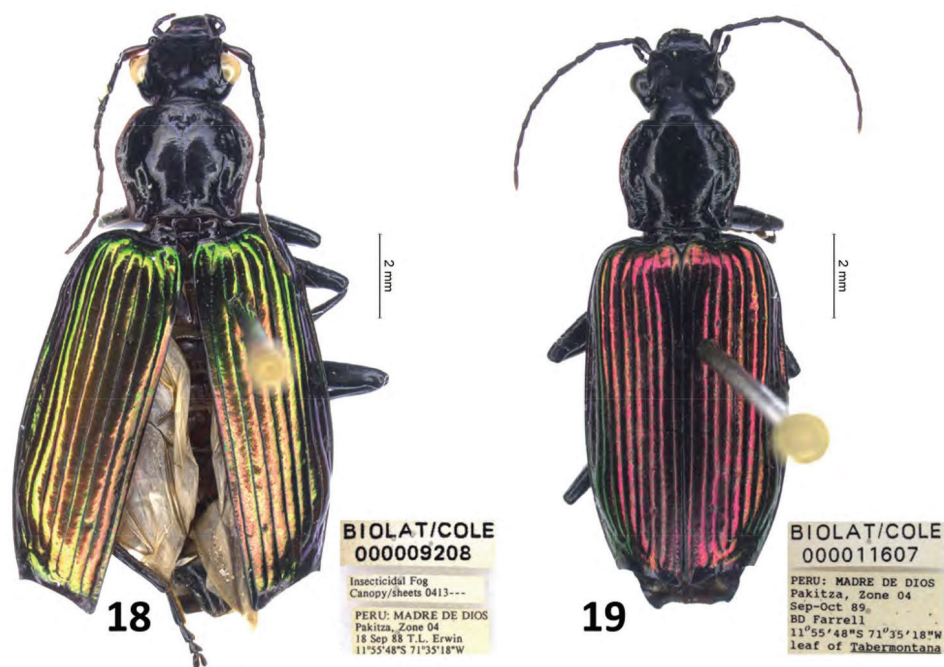 2 mm
18
BIOLAT/COLE
000009208
Insecticidal Fog
Canopy/sheets 0413---
PERU: MADRE DE DIOS
Pakitza, Zone 04
18 Sep 88 T.L. Erwin
11°55'48"S 71°35'18"W
2 mm
19
BIOLAT/COLE
000011607
PERU: MADRE DE DIOS
Pakitza, Zone 04
Sep-Oct 89
BD Farrell
11°55'48"S 71°35'18"W
leaf of Tabermontana